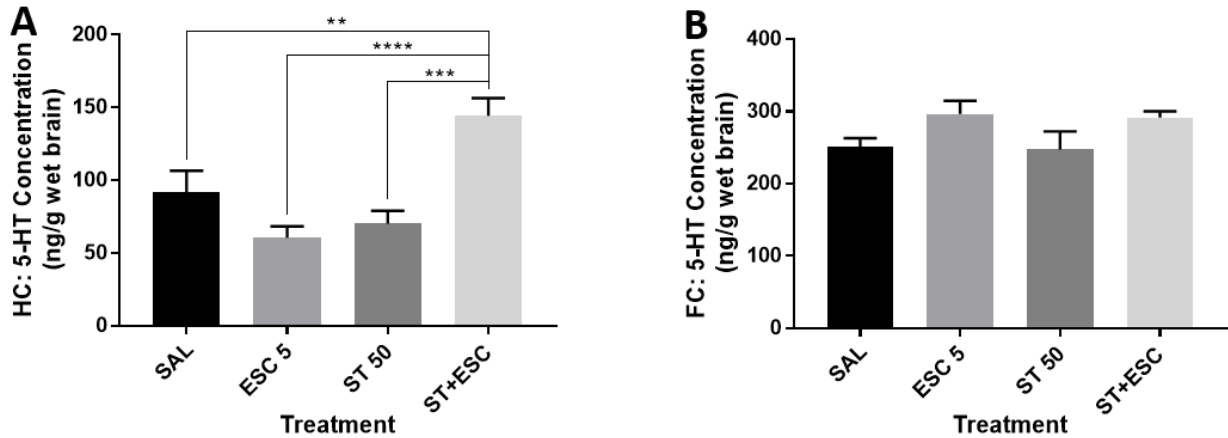 A
HC: 5-HT Concentration
(ng/g wet brain)
200
150
100
50
0
**
****
***
SAL
ESC 5
ST 50
ST+ESC
Treatment
B
FC: 5-HT Concentration
(ng/g wet brain)
400
300
200
100
0
SAL
ESC 5
ST 50
ST+ESC
Treatment